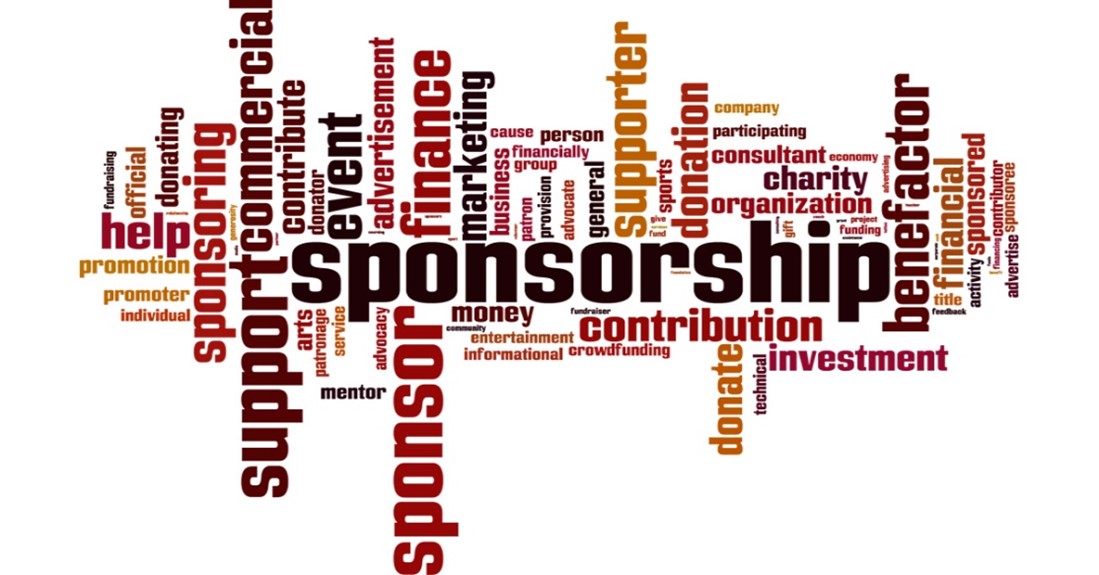 fundraising
official
donating
help
promotion
promoter
individual
sponsoring
generosity
commercial
support
contribute
donator
event
advertisement
finance
marketing
cause
person
financially
group
business
patron
provision
advocate
general
supporter
sports
give
fund
donation
company
participating
consultant
economy
advertising
charity
organization
gift
project
funding
sponsorship
benefactor
financial
sponsored
contributor
sponsoree
financing
activity
advertise
title
feedback
arts
patronage
service
advocacy
mentor
sponsor
money
community
fundraiser
entertainment
informational
crowdfunding
contribution
donate
technical
investment